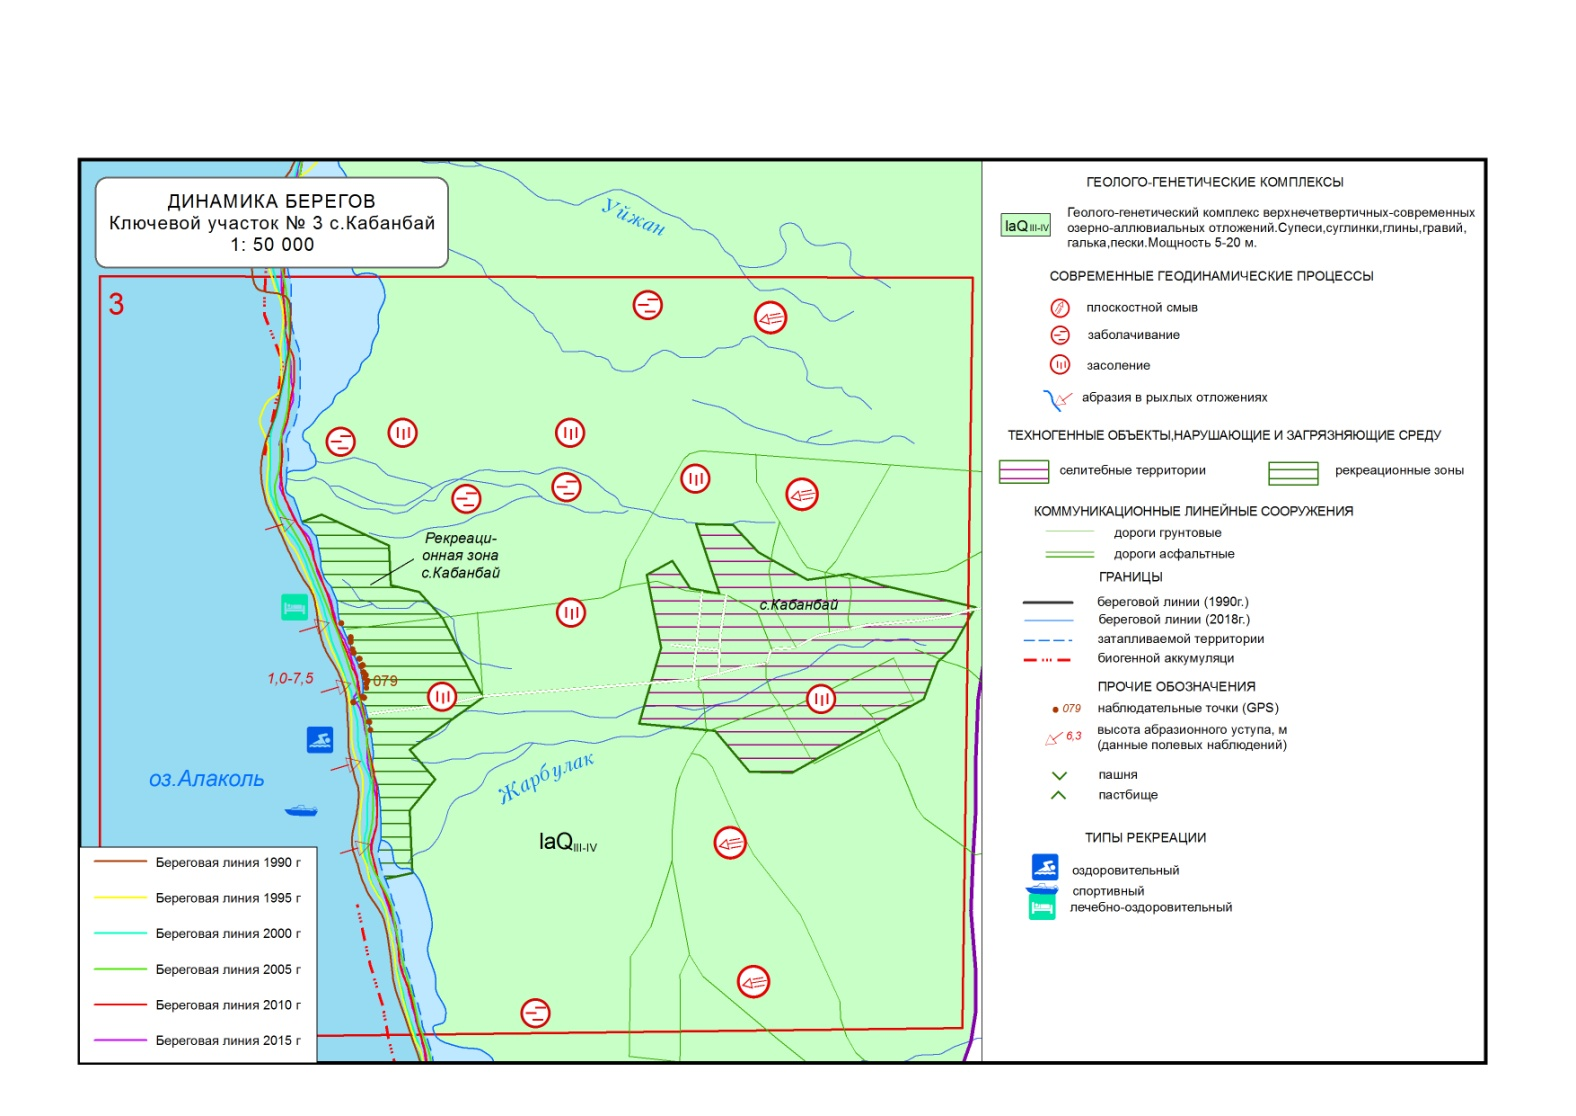 ДИНАМИКА БЕРЕГОВ
Ключевой участок № 3 с.Кабанбай
1: 50 000
3
Уйжан
Рекреаци-
онная зона
с.Кабанбай
с.Кабанбай
1,0-7,5
079
оз.Алаколь
Жарбулак
laQIII-IV
Береговая линия 1990 г
Береговая линия 1995 г
Береговая линия 2000 г
Береговая линия 2005 г
Береговая линия 2010 г
Береговая линия 2015 г
ГЕОЛОГО-ГЕНЕТИЧЕСКИЕ КОМПЛЕКСЫ
laQIII-IV
Геолого-генетический комплекс верхнечетвертичных-современных
озерно-аллювиальных отложений.Супеси,суглинки,глины,гравий,
галька,пески.Мощность 5-20 м.
СОВРЕМЕННЫЕ ГЕОДИНАМИЧЕСКИЕ ПРОЦЕССЫ
плоскостной смыв
заболачивание
засоление
абразия в рыхлых отложениях
ТЕХНОГЕННЫЕ ОБЪЕКТЫ,НАРУШАЮЩИЕ И ЗАГРЯЗНЯЮЩИЕ СРЕДУ
селитебные территории
рекреационные зоны
КОММУНИКАЦИОННЫЕ ЛИНЕЙНЫЕ СООРУЖЕНИЯ
дороги грунтовые
дороги асфальтные
ГРАНИЦЫ
береговой линии (1990г.)
береговой линии (2018г.)
затапливаемой территории
биогенной аккумуляци
ПРОЧИЕ ОБОЗНАЧЕНИЯ
079 наблюдательные точки (GPS)
6,3 высота абразионного уступа, м
(данные полевых наблюдений)
пашня
пастбище
ТИПЫ РЕКРЕАЦИИ
оздоровительный
спортивный
лечебно-оздоровительный